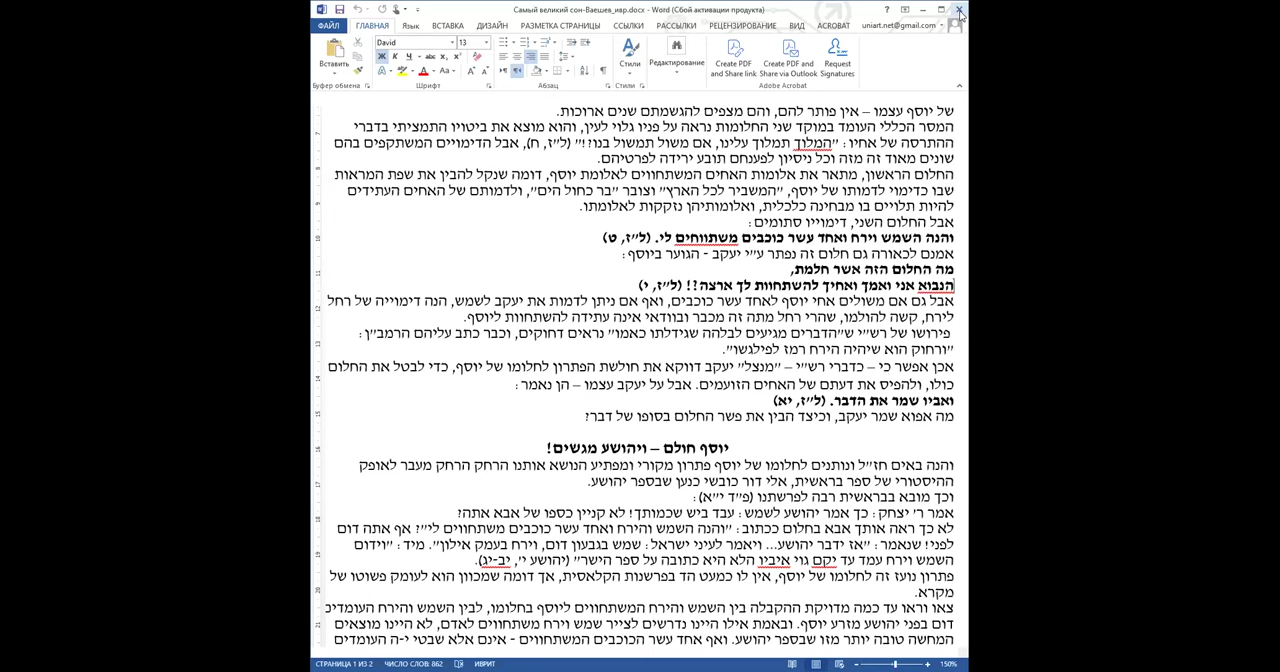 Самый великий сон-Ваешев_ивр.docx - Word (Сбой активации продукта)
ФАЙЛ ГЛАВНАЯ Язык ВСТАВКА ДИЗАЙН РАЗМЕТКА СТРАНИЦЫ ССЫЛКИ РАССЫЛКИ РЕЦЕНЗИРОВАНИЕ ВИД ACROBAT uniart.net@gmail.com
David 13
Вставить
Стили
Редактирование
Create PDF and Share link
Create PDF and Share via Outlook
Request Signatures
Буфер обмена Шрифт Абзац Стили Adobe Acrobat
של יוסף עצמו – אין פותר להם, והם מצפים להגשמתם שנים ארוכות.
המסר הכללי העומד במוקד שני החלומות נראה על פניו גלוי לעין, והוא מוצא את ביטויו התמציתי בדברי
ההתרסה של אחיו: "המלוך תמלוך עלינו, אם משול תמשול בנו?!" (ל"ז, ח), אבל הדימויים המשתקפים בהם
שונים מאוד זה מזה וכל ניסיון לפענחם תובע ירידה לפרטיהם.
החלום הראשון, מתאר את אלומות האחים המשתחווים לאלומת יוסף, דומה שנקל להבין את שפת המראות
שבו כדימוי לדמותו של יוסף, "המשביר לכל הארץ" וצובר "בר כחול הים", ולדמותם של האחים העתידים
להיות תלויים בו מבחינה כלכלית, ואלומותיהן נזקקות לאלומתו.
אבל החלום השני, דימוייו סתומים:
והנה השמש וירח ואחד עשר כוכבים משתווחים לי. (ל"ז, ט)
אמנם לכאורה גם חלום זה נפתר ע"י יעקב - הגוער ביוסף:
מה החלום הזה אשר חלמת,
הנבוא אני ואמך ואחיך להשתחוות לך ארצה?! (ל"ז, י)
אבל גם אם משולים אחי יוסף לאחד עשר כוכבים, ואף אם ניתן לדמות את יעקב לשמש, הנה דימוייה של רחל
לירח, קשה להולמו, שהרי רחל מתה זה מכבר ובוודאי אינה עתידה להשתחוות ליוסף.
פירושו של רש"י ש"הדברים מגיעים לבלהה שגידלתו כאמו" נראים דחוקים, וכבר כתב עליהם הרמב"ן:
"ורחוק הוא שיהיה הירח רמז לפילגשו".
אכן אפשר כי – כדברי רש"י – "מנצל" יעקב דווקא את חולשת הפתרון לחלומו של יוסף, כדי לבטל את החלום
כולו, ולהפיס את דעתם של האחים הזועמים. אבל על יעקב עצמו – הן נאמר:
ואביו שמר את הדבר. (ל"ז, יא)
מה אפוא שמר יעקב, וכיצד הבין את פשר החלום בסופו של דבר?
יוסף חולם – ויהושע מגשים!
והנה באים חז"ל ונותנים לחלומו של יוסף פתרון מקורי ומפתיע הנושא אותנו הרחק הרחק מעבר לאופק
ההיסטורי של ספר בראשית, אלי דור כובשי כנען שבספר יהושע.
וכך מובא בבראשית רבה לפרשתנו (פ"ד י"א):
אמר ר' יצחק: כך אמר יהושע לשמש: עבד ביש שכמותך! לא קניין כספו של אבא אתה?
לא כך ראה אותך אבא בחלום ככתוב: "והנה השמש והירח ואחד עשר כוכבים משתחווים לי"? אף אתה דום
לפני! שנאמר: "אז ידבר יהושע... ויאמר לעיני ישראל: שמש בגבעון דום, וירח בעמק אילון". מיד: "וידום
השמש וירח עמד עד יקם גוי איביו הלא היא כתובה על ספר הישר" (יהושע י', יב-יג).
פתרון נועז זה לחלומו של יוסף, אין לו כמעט הד בפרשנות הקלאסית, אך דומה שמכוון הוא לעומק פשוטו של
מקרא.
צאו וראו עד כמה מדויקת ההקבלה בין השמש והירח המשתחווים ליוסף בחלומו, לבין השמש והירח העומדים
דום בפני יהושע מזרע יוסף. ובאמת אילו היינו נדרשים לצייר שמש וירח משתחווים לאדם, לא היינו מוצאים
המחשה טובה יותר מזו שבספר יהושע. ואף אחד עשר הכוכבים המשתחווים - אינם אלא שבטי י-ה העומדים
СТРАНИЦА 1 ИЗ 2 ЧИСЛО СЛОВ: 862 ИВРИТ 150%